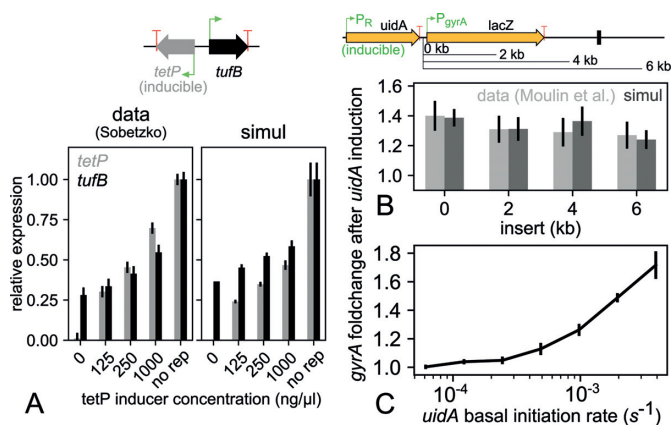 tetP
(inducible)
tufB
data
(Sobetzko)
simul
tetP
tufB
relative expression
1.00
0.75
0.50
0.25
0.00
0
125
250
1000
no rep
0
125
250
1000
no rep
A
tetP inducer concentration (ng/µl)
P_R
uidA
(inducible)
P_gyrA
lacZ
0 kb
2 kb
4 kb
6 kb
gyrA foldchange after uidA induction
1.6
1.4
1.2
1.0
data (Moulin et al.)
simul
0
2
4
6
B
insert (kb)
1.8
1.6
1.4
1.2
1.0
10⁻⁴
10⁻³
C
uidA basal initiation rate (s⁻¹)